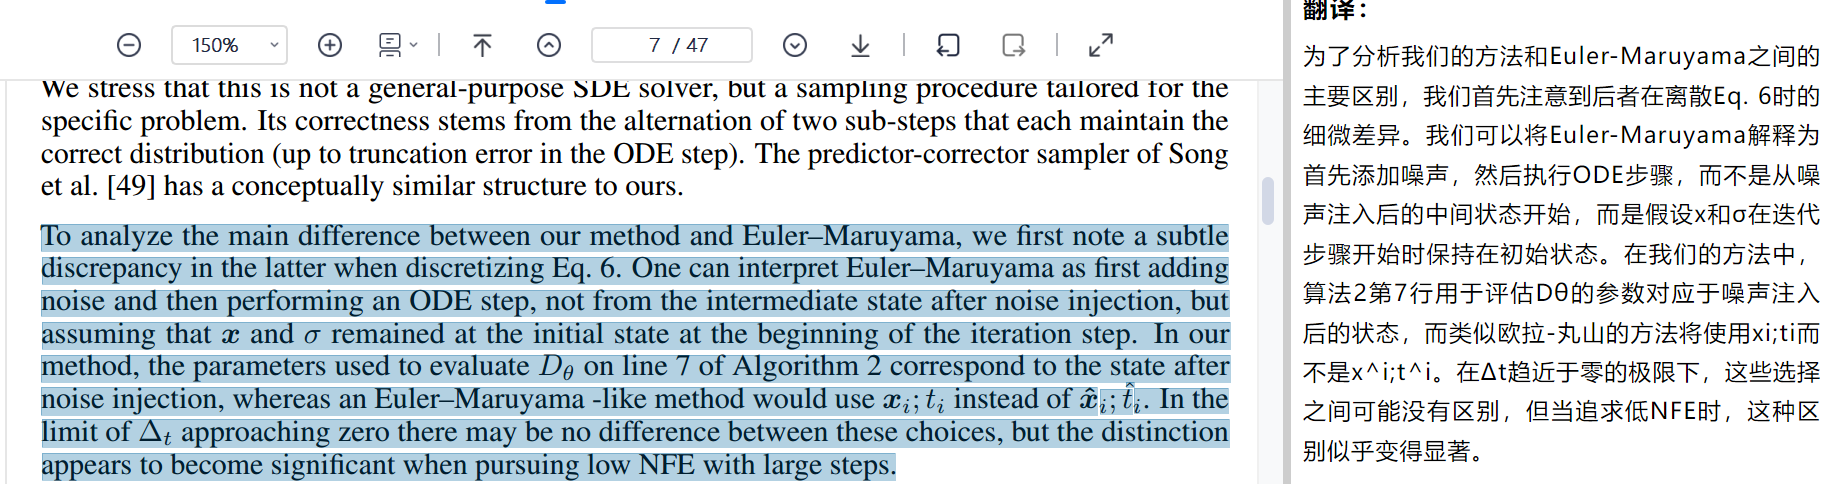 150%
7 / 47
We stress that this is not a general-purpose SDE solver, but a sampling procedure tailored for the
specific problem. Its correctness stems from the alternation of two sub-steps that each maintain the
correct distribution (up to truncation error in the ODE step). The predictor-corrector sampler of Song
et al. [49] has a conceptually similar structure to ours.
To analyze the main difference between our method and Euler–Maruyama, we first note a subtle
discrepancy in the latter when discretizing Eq. 6. One can interpret Euler–Maruyama as first adding
noise and then performing an ODE step, not from the intermediate state after noise injection, but
assuming that x and σ remained at the initial state at the beginning of the iteration step. In our
method, the parameters used to evaluate Dθ on line 7 of Algorithm 2 correspond to the state after
noise injection, whereas an Euler–Maruyama -like method would use xᵢ; tᵢ instead of x̂ᵢ; t̂ᵢ. In the
limit of Δₜ approaching zero there may be no difference between these choices, but the distinction
appears to become significant when pursuing low NFE with large steps.
翻译：
为了分析我们的方法和Euler-Maruyama之间的
主要区别，我们首先注意到后者在离散Eq. 6时的
细微差异。我们可以将Euler-Maruyama解释为
首先添加噪声，然后执行ODE步骤，而不是从噪
声注入后的中间状态开始，而是假设x和σ在迭代
步骤开始时保持在初始状态。在我们的方法中，
算法2第7行用于评估Dθ的参数对应于噪声注入
后的状态，而类似欧拉-丸山的方法将使用xi;ti而
不是x^i;t^i。在Δt趋近于零的极限下，这些选择
之间可能没有区别，但当追求低NFE时，这种区
别似乎变得显著。